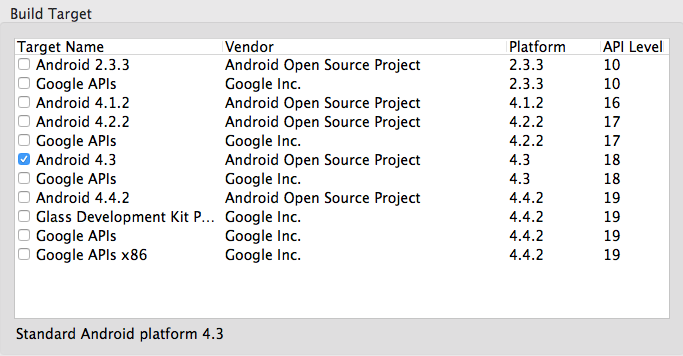 Build Target
Target Name Vendor Platform API Level
Android 2.3.3 Android Open Source Project 2.3.3 10
Google APIs Google Inc. 2.3.3 10
Android 4.1.2 Android Open Source Project 4.1.2 16
Android 4.2.2 Android Open Source Project 4.2.2 17
Google APIs Google Inc. 4.2.2 17
Android 4.3 Android Open Source Project 4.3 18
Google APIs Google Inc. 4.3 18
Android 4.4.2 Android Open Source Project 4.4.2 19
Glass Development Kit P... Google Inc. 4.4.2 19
Google APIs Google Inc. 4.4.2 19
Google APIs x86 Google Inc. 4.4.2 19
Standard Android platform 4.3